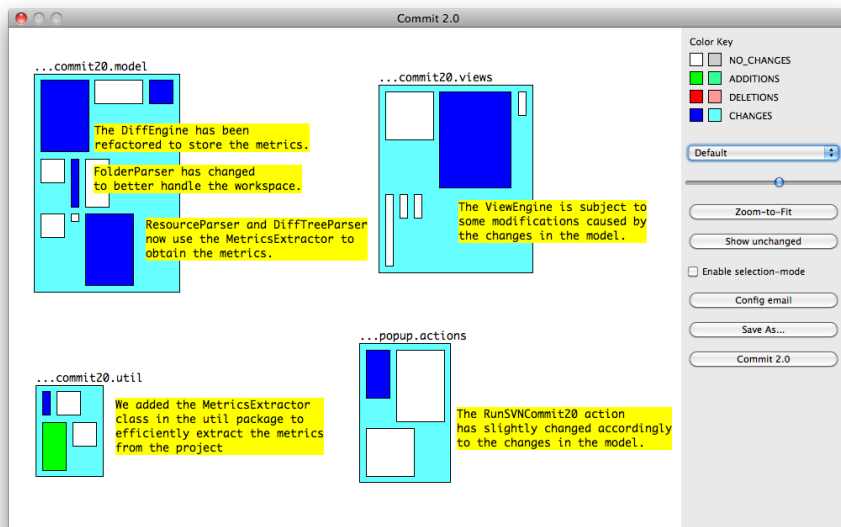 Commit 2.0
...commit20.model
The DiffEngine has been
refactored to store the metrics.
FolderParser has changed
to better handle the workspace.
ResourceParser and DiffTreeParser
now use the MetricsExtractor to
obtain the metrics.
...commit20.views
The ViewEngine is subject to
some modifications caused by
the changes in the model.
...commit20.util
We added the MetricsExtractor
class in the util package to
efficiently extract the metrics
from the project
...popup.actions
The RunSVNCommit20 action
has slightly changed accordingly
to the changes in the model.
Color Key
NO_CHANGES
ADDITIONS
DELETIONS
CHANGES
Default
Zoom-to-Fit
Show unchanged
Enable selection-mode
Config email
Save As...
Commit 2.0